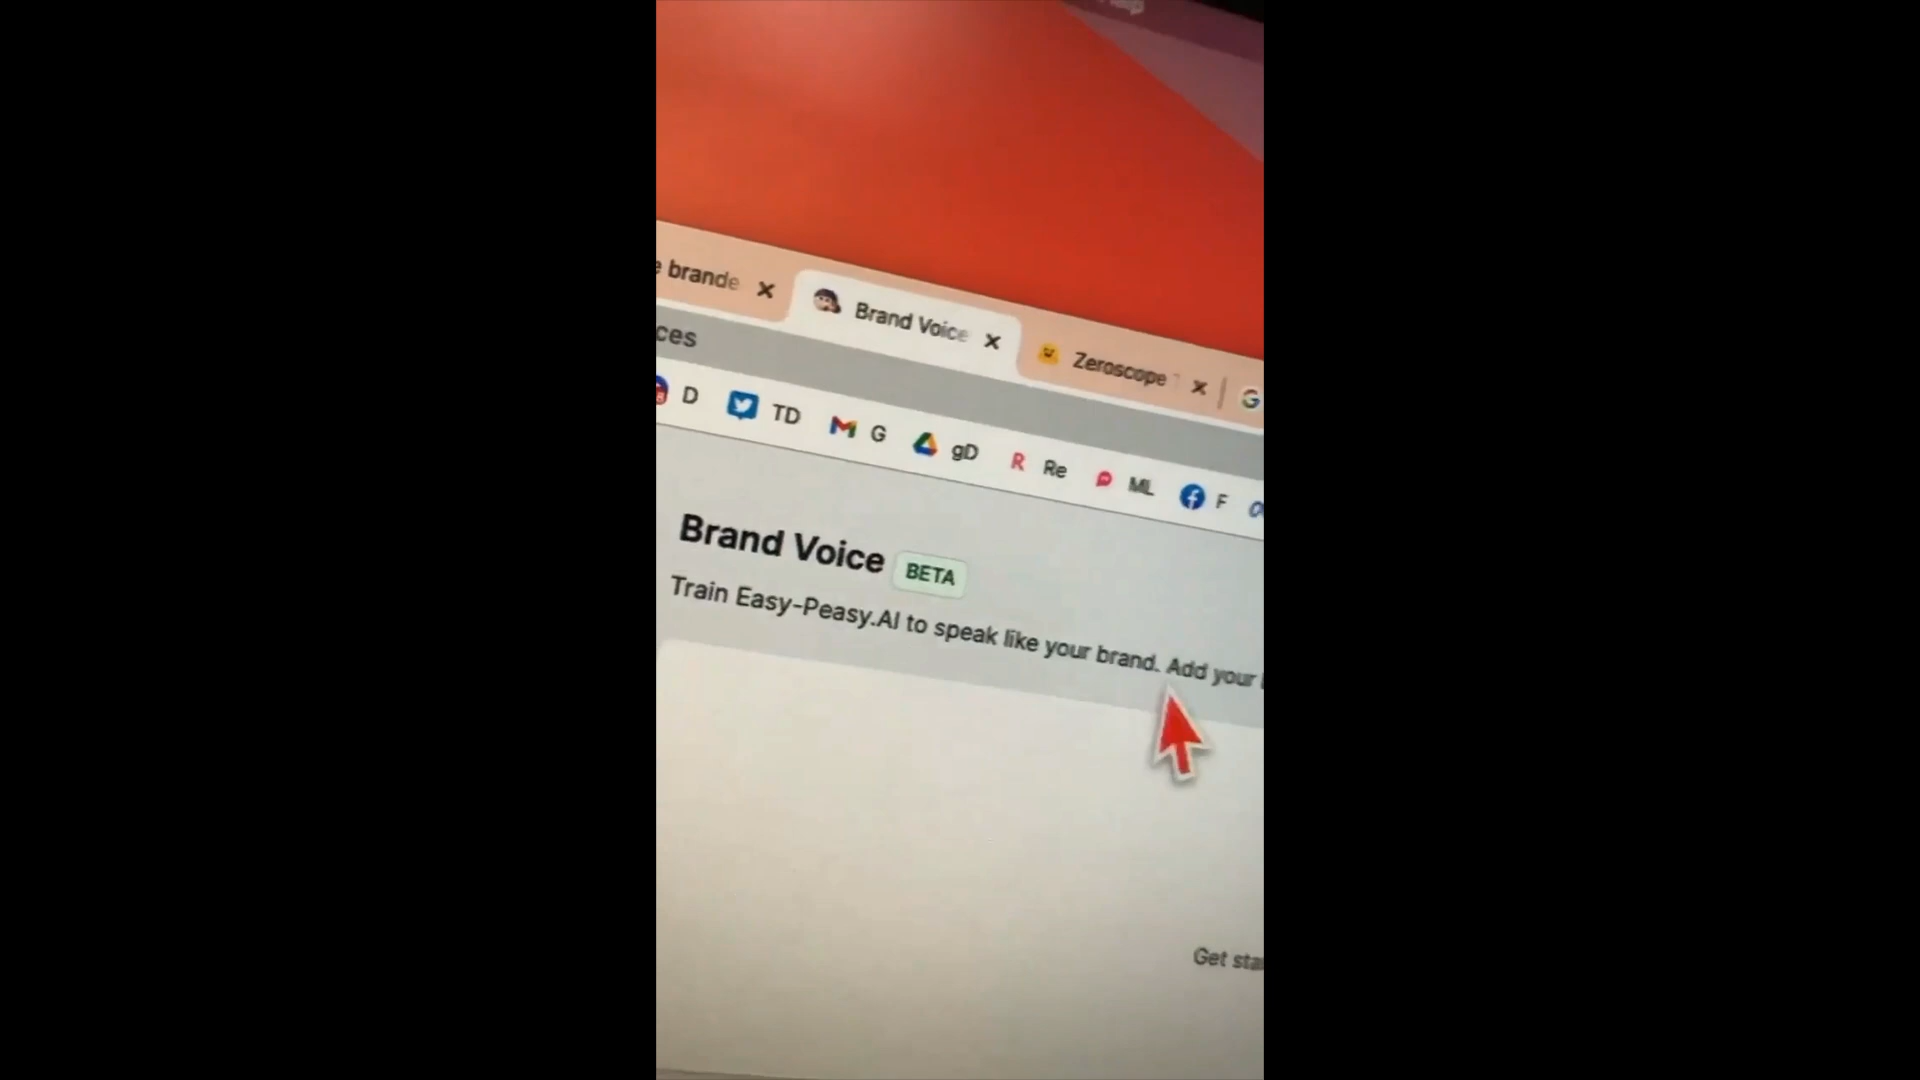 brande
Brand Voice
Zeroscope
ces
D
TD
G
gD
R
Re
ML
F
Brand Voice
BETA
Train Easy-Peasy.AI to speak like your brand. Add your
Get sta